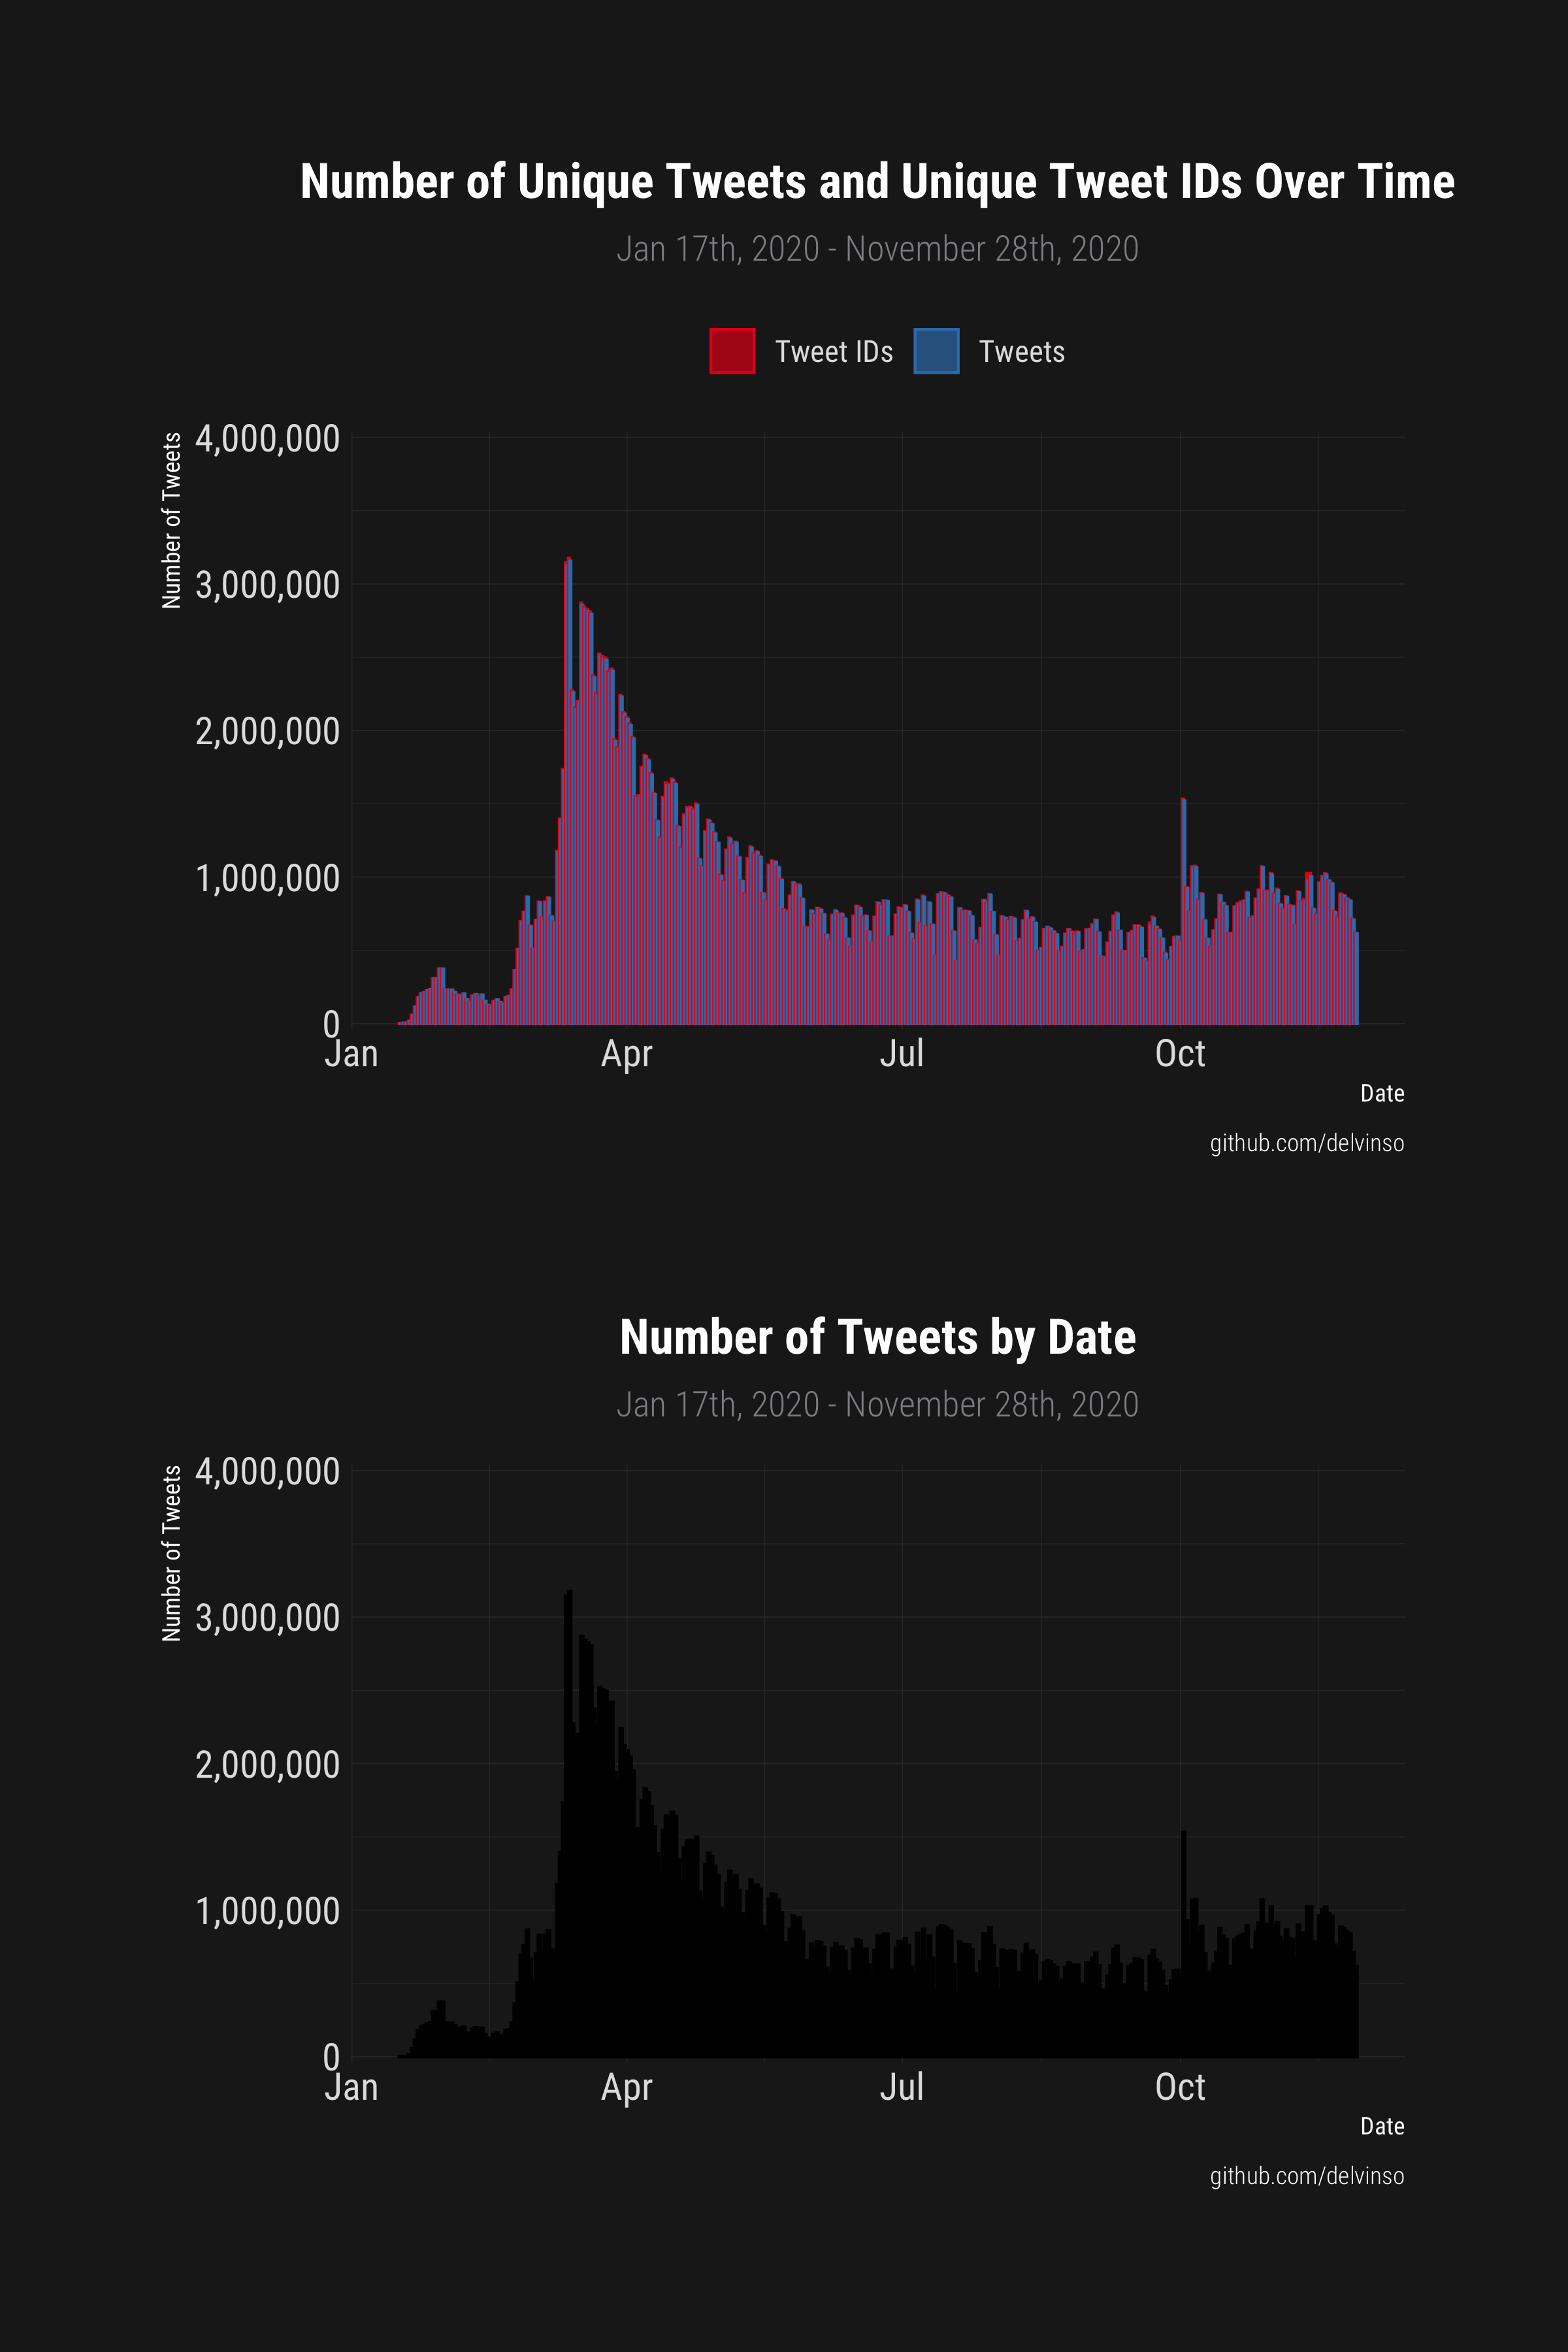 Number of Unique Tweets and Unique Tweet IDs Over Time
Jan 17th, 2020 - November 28th, 2020
Tweet IDs Tweets
Number of Tweets
4,000,000
3,000,000
2,000,000
1,000,000
0
Jan Apr Jul Oct
Date
github.com/delvinso
Number of Tweets by Date
Jan 17th, 2020 - November 28th, 2020
Number of Tweets
4,000,000
3,000,000
2,000,000
1,000,000
0
Jan Apr Jul Oct
Date
github.com/delvinso